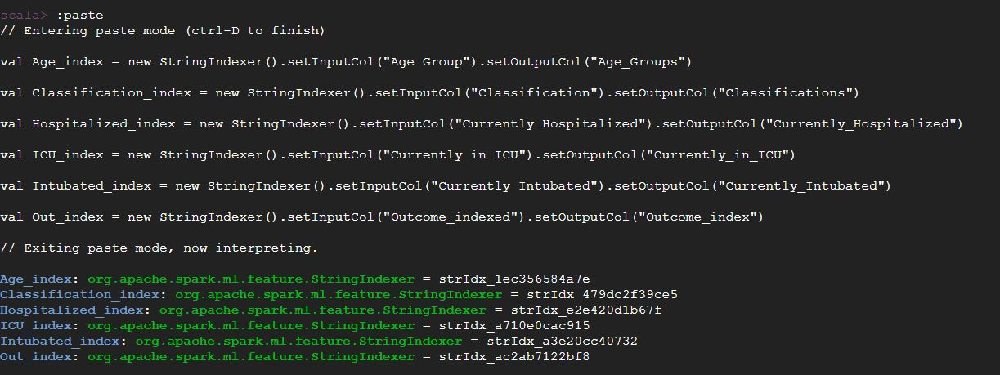 scala> :paste
// Entering paste mode (ctrl-D to finish)
val Age_index = new StringIndexer().setInputCol("Age Group").setOutputCol("Age_Groups")
val Classification_index = new StringIndexer().setInputCol("Classification").setOutputCol("Classifications")
val Hospitalized_index = new StringIndexer().setInputCol("Currently Hospitalized").setOutputCol("Currently_Hospitalized")
val ICU_index = new StringIndexer().setInputCol("Currently in ICU").setOutputCol("Currently_in_ICU")
val Intubated_index = new StringIndexer().setInputCol("Currently Intubated").setOutputCol("Currently_Intubated")
val Out_index = new StringIndexer().setInputCol("Outcome_indexed").setOutputCol("Outcome_index")
// Exiting paste mode, now interpreting.
Age_index: org.apache.spark.ml.feature.StringIndexer = strIdx_1ec356584a7e
Classification_index: org.apache.spark.ml.feature.StringIndexer = strIdx_479dc2f39ce5
Hospitalized_index: org.apache.spark.ml.feature.StringIndexer = strIdx_e2e420d1b67f
ICU_index: org.apache.spark.ml.feature.StringIndexer = strIdx_a710e0cac915
Intubated_index: org.apache.spark.ml.feature.StringIndexer = strIdx_a3e20cc40732
Out_index: org.apache.spark.ml.feature.StringIndexer = strIdx_ac2ab7122bf8